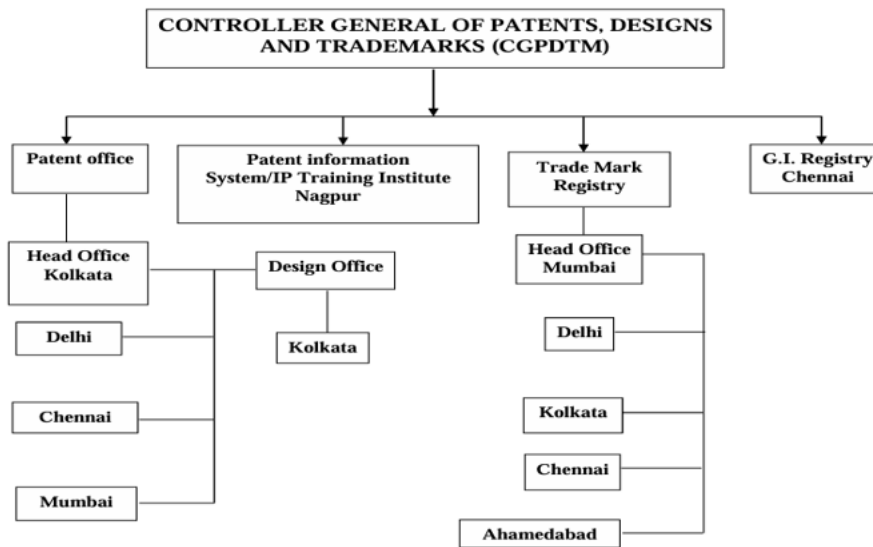 CONTROLLER GENERAL OF PATENTS, DESIGNS
AND TRADEMARKS (CGPDTM)
Patent office
Patent information
System/IP Training Institute
Nagpur
Trade Mark
Registry
G.I. Registry
Chennai
Head Office
Kolkata
Design Office
Head Office
Mumbai
Delhi
Kolkata
Delhi
Chennai
Kolkata
Chennai
Mumbai
Ahamedabad